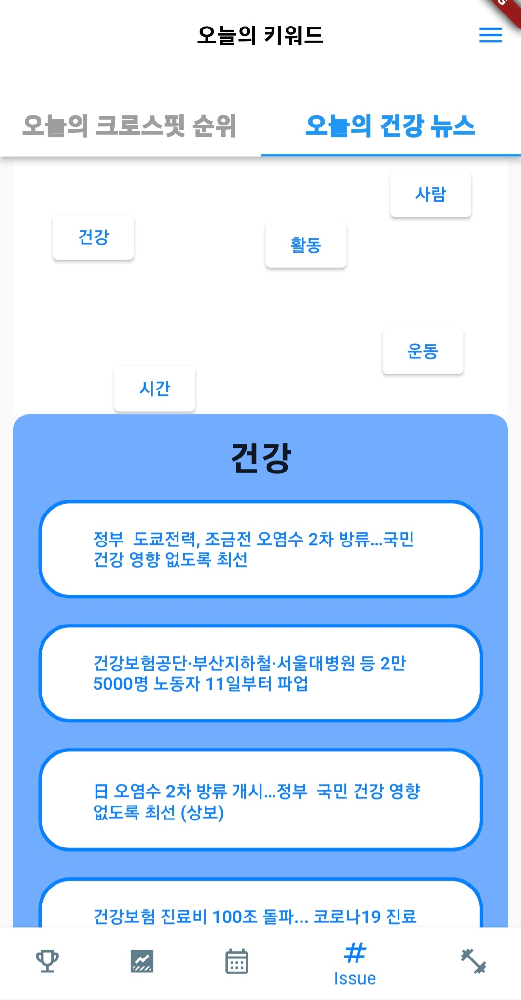 오늘의 키워드
오늘의 크로스핏 순위
오늘의 건강 뉴스
사람
건강
활동
운동
시간
건강
정부  도쿄전력, 조금전 오염수 2차 방류...국민
건강 영향 없도록 최선
건강보험공단·부산지하철·서울대병원 등 2만
5000명 노동자 11일부터 파업
日 오염수 2차 방류 개시...정부  국민 건강 영향
없도록 최선 (상보)
건강보험 진료비 100조 돌파... 코로나19 진료
Issue